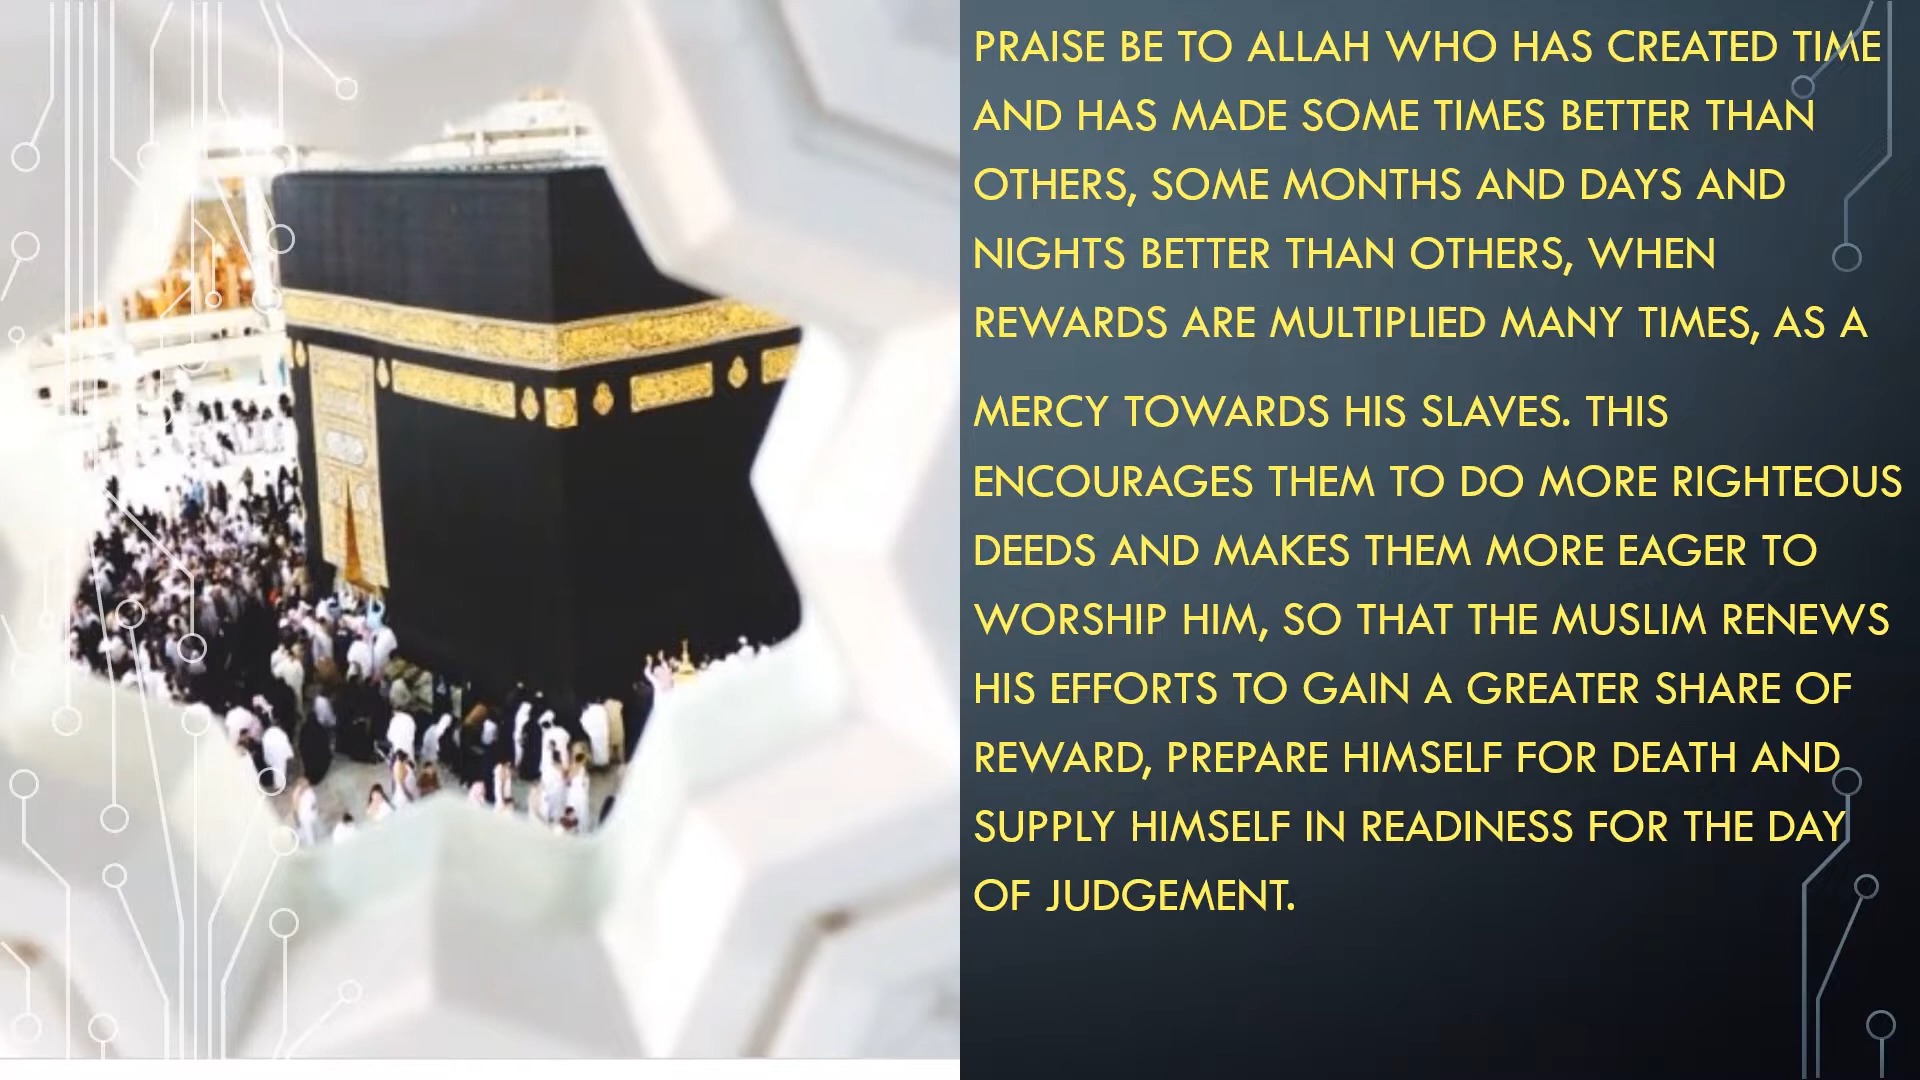 PRAISE BE TO ALLAH WHO HAS CREATED TIME
AND HAS MADE SOME TIMES BETTER THAN
OTHERS, SOME MONTHS AND DAYS AND
NIGHTS BETTER THAN OTHERS, WHEN
REWARDS ARE MULTIPLIED MANY TIMES, AS A
MERCY TOWARDS HIS SLAVES. THIS
ENCOURAGES THEM TO DO MORE RIGHTEOUS
DEEDS AND MAKES THEM MORE EAGER TO
WORSHIP HIM, SO THAT THE MUSLIM RENEWS
HIS EFFORTS TO GAIN A GREATER SHARE OF
REWARD, PREPARE HIMSELF FOR DEATH AND
SUPPLY HIMSELF IN READINESS FOR THE DAY
OF JUDGEMENT.